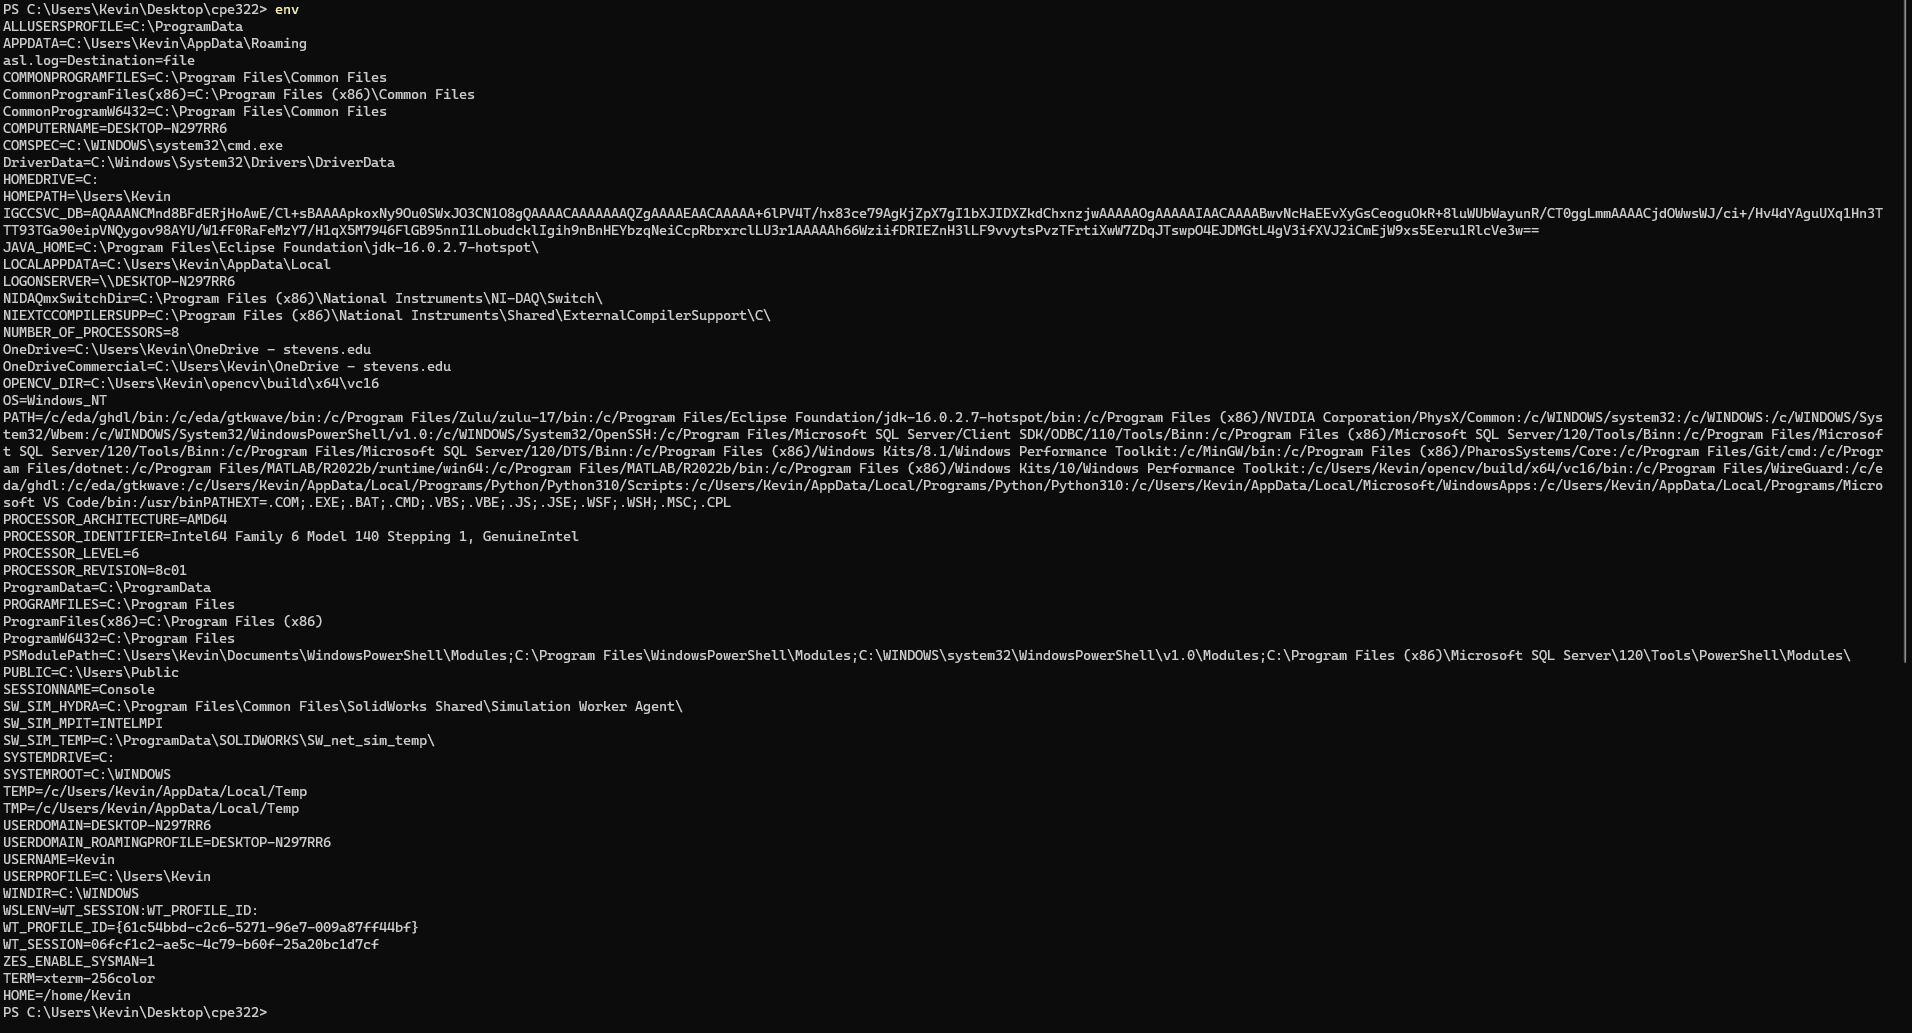 PS C:\Users\Kevin\Desktop\cpe322> env
ALLUSERSPROFILE=C:\ProgramData
APPDATA=C:\Users\Kevin\AppData\Roaming
asl.log=Destination=file
COMMONPROGRAMFILES=C:\Program Files\Common Files
CommonProgramFiles(x86)=C:\Program Files (x86)\Common Files
CommonProgramW6432=C:\Program Files\Common Files
COMPUTERNAME=DESKTOP-N297RR6
COMSPEC=C:\WINDOWS\system32\cmd.exe
DriverData=C:\Windows\System32\Drivers\DriverData
HOMEDRIVE=C:
HOMEPATH=\Users\Kevin
IGCCSVC_DB=AQAAANCMnd8BFdERjHoAwE/Cl+sBAAAApkoxNy9Ou0SWxJO3CN1O8gQAAAACAAAAAAAQZgAAAAEAACAAAAA+6lPV4T/hx83ce79AgKjZpX7gI1bXJIDXZkdChxnzjwAAAAAOgAAAAAIAACAAAABwvNcHaEEvXyGsCeoguOkR+8luWUbWayunR/CT0ggLmmAAAACjdOWwsWJ/ci+/Hv4dYAguUXq1Hn3T
TT93TGa90eipVNQygov98AYU/W1fF0RaFeMzY7/H1qX5M7946FlGB95nnI1LobudcklIgih9nBnHEYbzqNeiCcpRbrxrclLU3r1AAAAAh66WziifDRIEZnH3lLF9vvytsPvzTFrtiXwW7ZDqJTswpO4EJDMGtL4gV3ifXVJ2iCmEjW9xs5Eeru1RlcVe3w==
JAVA_HOME=C:\Program Files\Eclipse Foundation\jdk-16.0.2.7-hotspot\
LOCALAPPDATA=C:\Users\Kevin\AppData\Local
LOGONSERVER=\\DESKTOP-N297RR6
NIDAQmxSwitchDir=C:\Program Files (x86)\National Instruments\NI-DAQ\Switch\
NIEXTCCOMPILERSUPP=C:\Program Files (x86)\National Instruments\Shared\ExternalCompilerSupport\C\
NUMBER_OF_PROCESSORS=8
OneDrive=C:\Users\Kevin\OneDrive - stevens.edu
OneDriveCommercial=C:\Users\Kevin\OneDrive - stevens.edu
OPENCV_DIR=C:\Users\Kevin\opencv\build\x64\vc16
OS=Windows_NT
PATH=/c/eda/ghdl/bin:/c/eda/gtkwave/bin:/c/Program Files/Zulu/zulu-17/bin:/c/Program Files/Eclipse Foundation/jdk-16.0.2.7-hotspot/bin:/c/Program Files (x86)/NVIDIA Corporation/PhysX/Common:/c/WINDOWS/system32:/c/WINDOWS:/c/WINDOWS/Sys
tem32/Wbem:/c/WINDOWS/System32/WindowsPowerShell/v1.0:/c/WINDOWS/System32/OpenSSH:/c/Program Files/Microsoft SQL Server/Client SDK/ODBC/110/Tools/Binn:/c/Program Files (x86)/Microsoft SQL Server/120/Tools/Binn:/c/Program Files/Microsof
t SQL Server/120/Tools/Binn:/c/Program Files/Microsoft SQL Server/120/DTS/Binn:/c/Program Files (x86)/Windows Kits/8.1/Windows Performance Toolkit:/c/MinGW/bin:/c/Program Files (x86)/PharosSystems/Core:/c/Program Files/Git/cmd:/c/Progr
am Files/dotnet:/c/Program Files/MATLAB/R2022b/runtime/win64:/c/Program Files/MATLAB/R2022b/bin:/c/Program Files (x86)/Windows Kits/10/Windows Performance Toolkit:/c/Users/Kevin/opencv/build/x64/vc16/bin:/c/Program Files/WireGuard:/c/e
da/ghdl:/c/eda/gtkwave:/c/Users/Kevin/AppData/Local/Programs/Python/Python310/Scripts:/c/Users/Kevin/AppData/Local/Programs/Python/Python310:/c/Users/Kevin/AppData/Local/Microsoft/WindowsApps:/c/Users/Kevin/AppData/Local/Programs/Micro
soft VS Code/bin:/usr/binPATHEXT=.COM;.EXE;.BAT;.CMD;.VBS;.VBE;.JS;.JSE;.WSF;.WSH;.MSC;.CPL
PROCESSOR_ARCHITECTURE=AMD64
PROCESSOR_IDENTIFIER=Intel64 Family 6 Model 140 Stepping 1, GenuineIntel
PROCESSOR_LEVEL=6
PROCESSOR_REVISION=8c01
ProgramData=C:\ProgramData
PROGRAMFILES=C:\Program Files
ProgramFiles(x86)=C:\Program Files (x86)
ProgramW6432=C:\Program Files
PSModulePath=C:\Users\Kevin\Documents\WindowsPowerShell\Modules;C:\Program Files\WindowsPowerShell\Modules;C:\WINDOWS\system32\WindowsPowerShell\v1.0\Modules;C:\Program Files (x86)\Microsoft SQL Server\120\Tools\PowerShell\Modules\
PUBLIC=C:\Users\Public
SESSIONNAME=Console
SW_SIM_HYDRA=C:\Program Files\Common Files\SolidWorks Shared\Simulation Worker Agent\
SW_SIM_MPIT=INTELMPI
SW_SIM_TEMP=C:\ProgramData\SOLIDWORKS\SW_net_sim_temp\
SYSTEMDRIVE=C:
SYSTEMROOT=C:\WINDOWS
TEMP=/c/Users/Kevin/AppData/Local/Temp
TMP=/c/Users/Kevin/AppData/Local/Temp
USERDOMAIN=DESKTOP-N297RR6
USERDOMAIN_ROAMINGPROFILE=DESKTOP-N297RR6
USERNAME=Kevin
USERPROFILE=C:\Users\Kevin
WINDIR=C:\WINDOWS
WSLENV=WT_SESSION:WT_PROFILE_ID:
WT_PROFILE_ID={61c54bbd-c2c6-5271-96e7-009a87ff44bf}
WT_SESSION=06fcf1c2-ae5c-4c79-b60f-25a20bc1d7cf
ZES_ENABLE_SYSMAN=1
TERM=xterm-256color
HOME=/home/Kevin
PS C:\Users\Kevin\Desktop\cpe322>